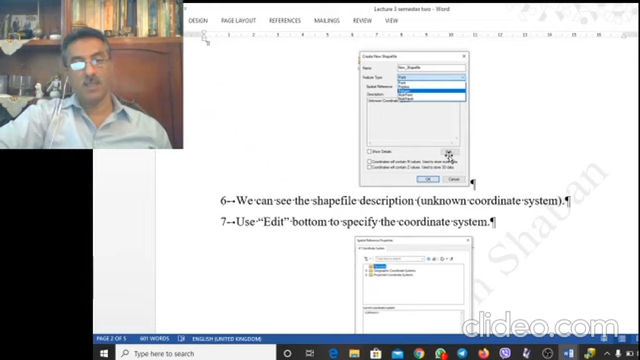 Lecture 3 semester two - Word
DESIGN PAGE LAYOUT REFERENCES MAILINGS REVIEW VIEW
Create New Shapefile
Name: New_Shapefile
Feature Type: Point
Spatial Reference
Description:
Unknown Coordinate System
Show Details
Edit...
Coordinates will contain M values. Used to store route data.
Coordinates will contain Z values. Used to store 3D data.
OK Cancel
6→We can see the shapefile description (unknown coordinate system).¶
7→Use "Edit" bottom to specify the coordinate system.¶
Spatial Reference Properties
XY Coordinate System
Geographic Coordinate Systems
Projected Coordinate Systems
Current coordinate system:
Shaban
PAGE 2 OF 5 601 WORDS ENGLISH (UNITED KINGDOM)
Type here to search
clideo.com